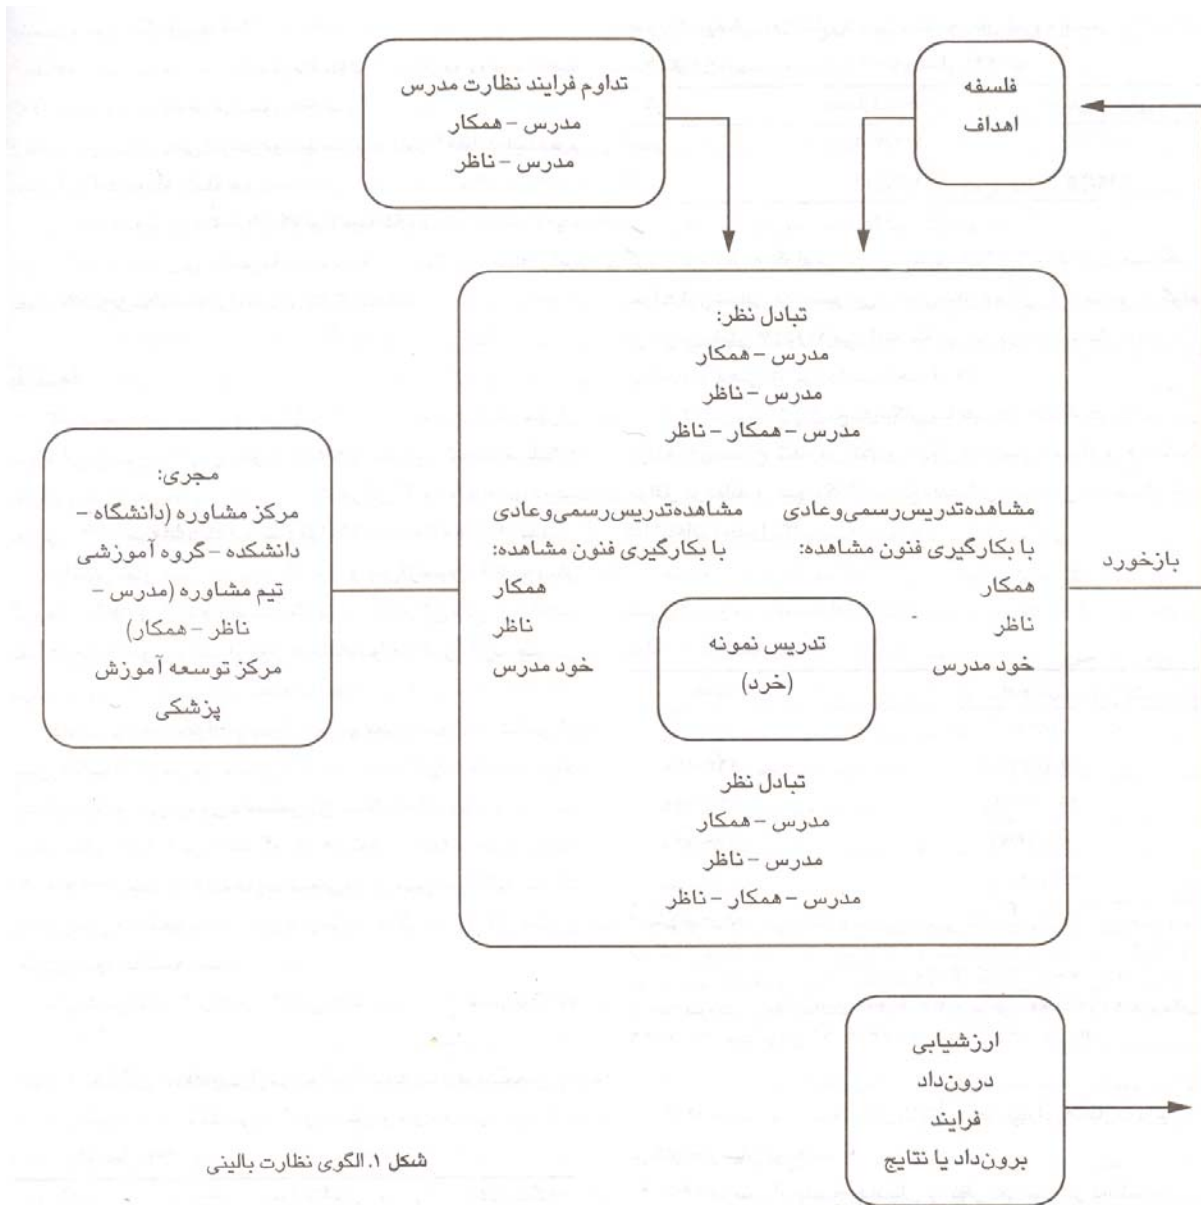 فلسفه
اهداف
تداوم فرایند نظارت مدرس
مدرس – همکار
مدرس – ناظر
تبادل نظر:
مدرس – همکار
مدرس – ناظر
مدرس – همکار – ناظر
مشاهده تدریس رسمی و عادی
با بکارگیری فنون مشاهده:
همکار
ناظر
خود مدرس
مشاهده تدریس رسمی و عادی
با بکارگیری فنون مشاهده:
همکار
ناظر
خود مدرس
تدریس نمونه
(خرد)
تبادل نظر
مدرس – همکار
مدرس – ناظر
مدرس – همکار – ناظر
بازخورد
مجری:
مرکز مشاوره (دانشگاه –
دانشکده – گروه آموزشی
تیم مشاوره (مدرس –
ناظر – همکار)
مرکز توسعه آموزش
پزشکی
ارزشیابی
درون‌داد
فرایند
برون‌داد یا نتایج
شکل ۱. الگوی نظارت بالینی